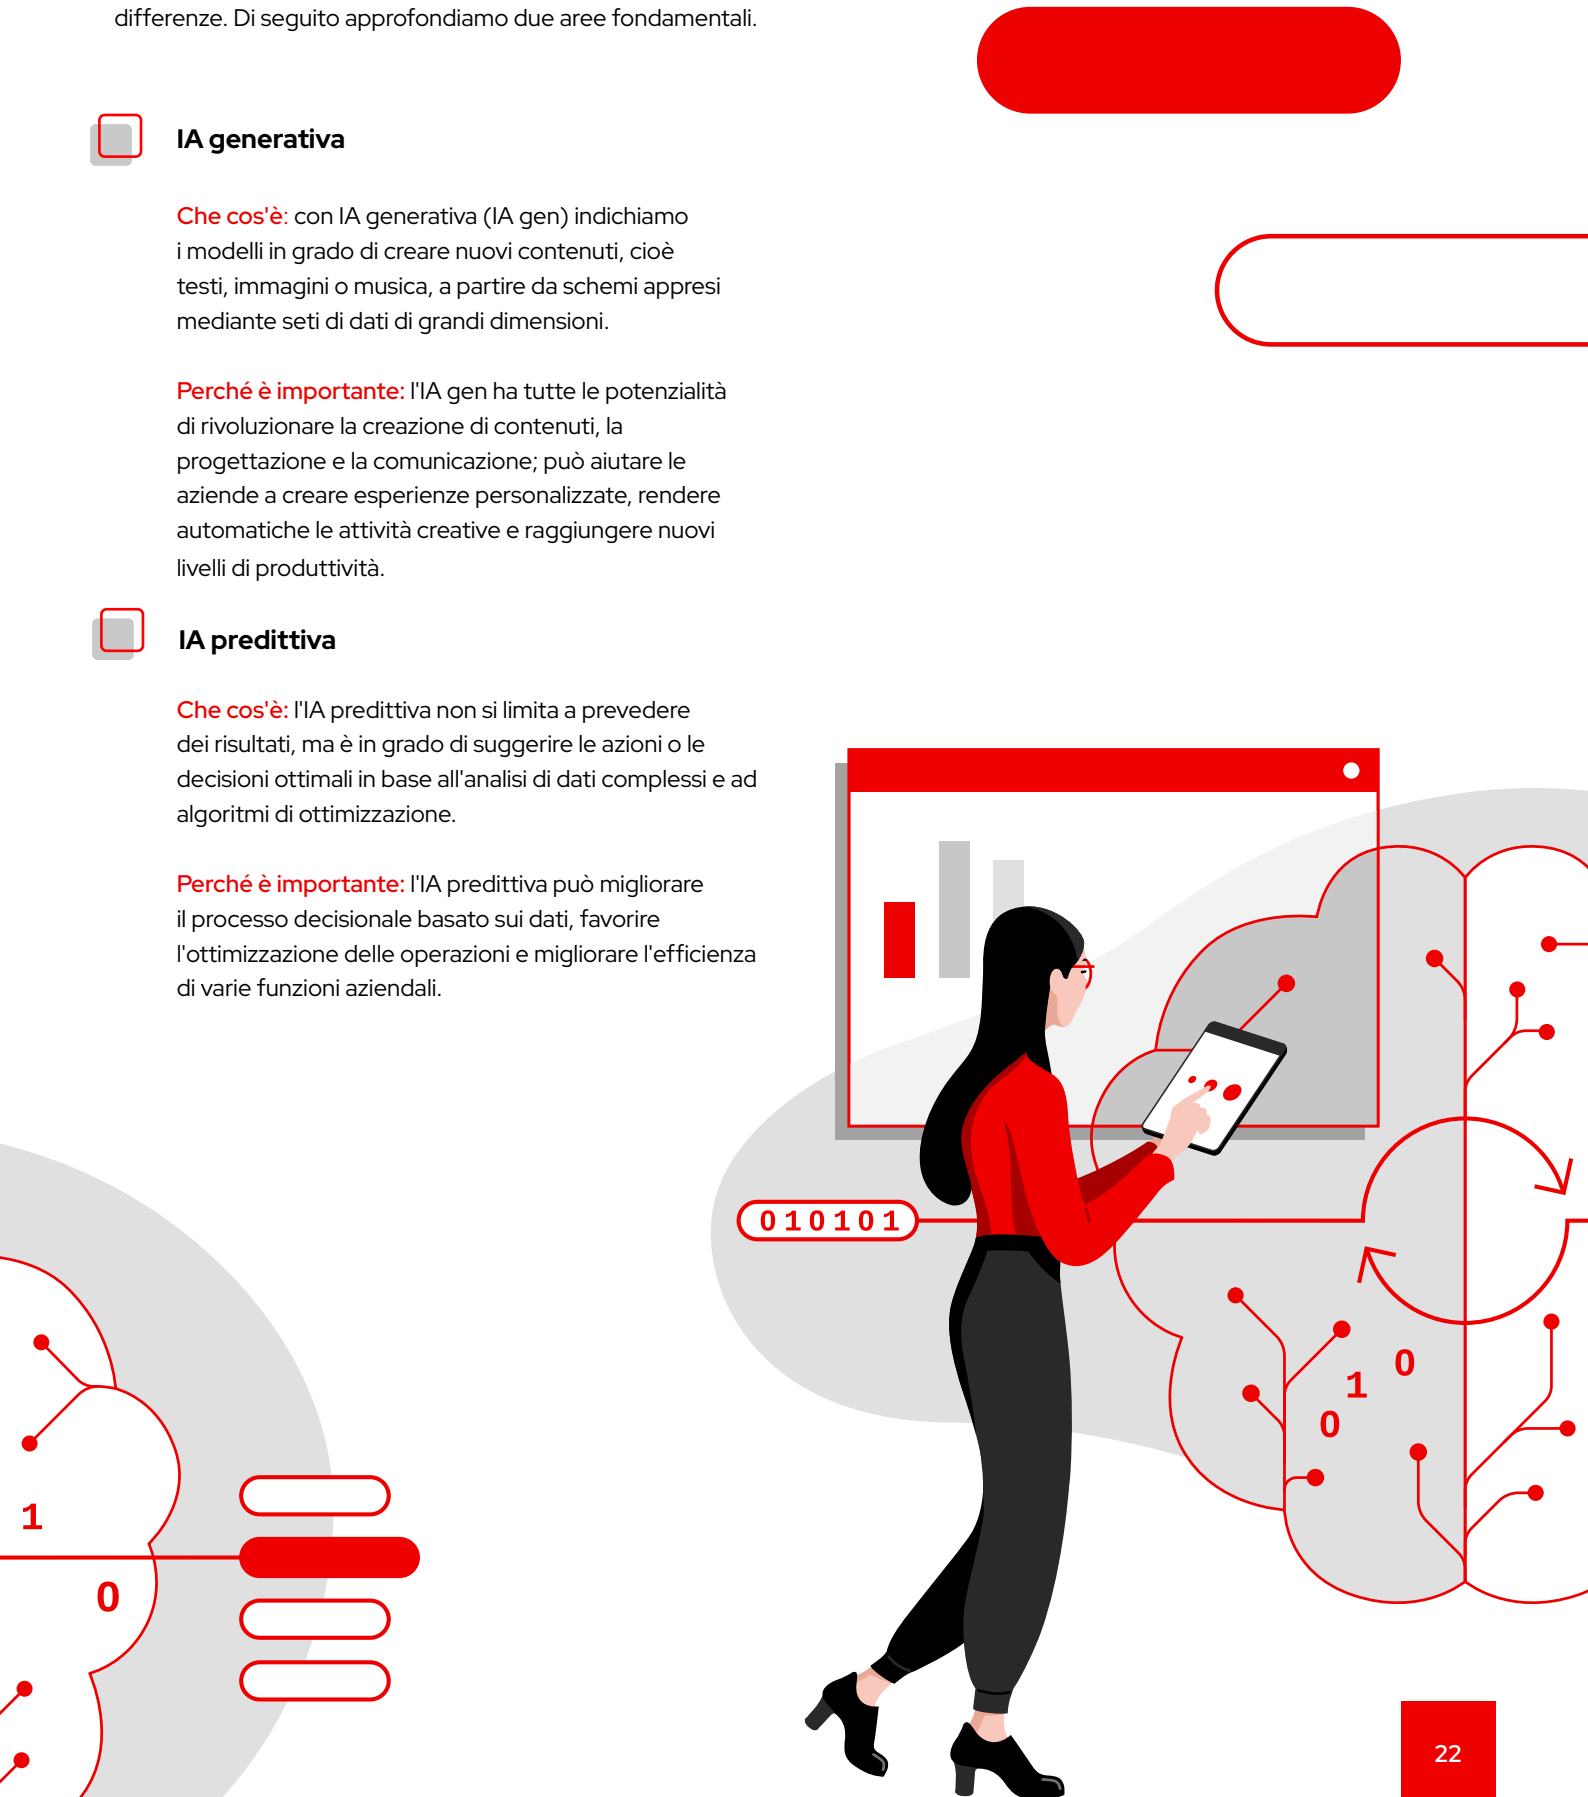 differenze. Di seguito approfondiamo due aree fondamentali.
IA generativa
Che cos'è: con IA generativa (IA gen) indichiamo
i modelli in grado di creare nuovi contenuti, cioè
testi, immagini o musica, a partire da schemi appresi
mediante seti di dati di grandi dimensioni.
Perché è importante: l'IA gen ha tutte le potenzialità
di rivoluzionare la creazione di contenuti, la
progettazione e la comunicazione; può aiutare le
aziende a creare esperienze personalizzate, rendere
automatiche le attività creative e raggiungere nuovi
livelli di produttività.
IA predittiva
Che cos'è: l'IA predittiva non si limita a prevedere
dei risultati, ma è in grado di suggerire le azioni o le
decisioni ottimali in base all'analisi di dati complessi e ad
algoritmi di ottimizzazione.
Perché è importante: l'IA predittiva può migliorare
il processo decisionale basato sui dati, favorire
l'ottimizzazione delle operazioni e migliorare l'efficienza
di varie funzioni aziendali.
010101
0
1
0
1
0
22